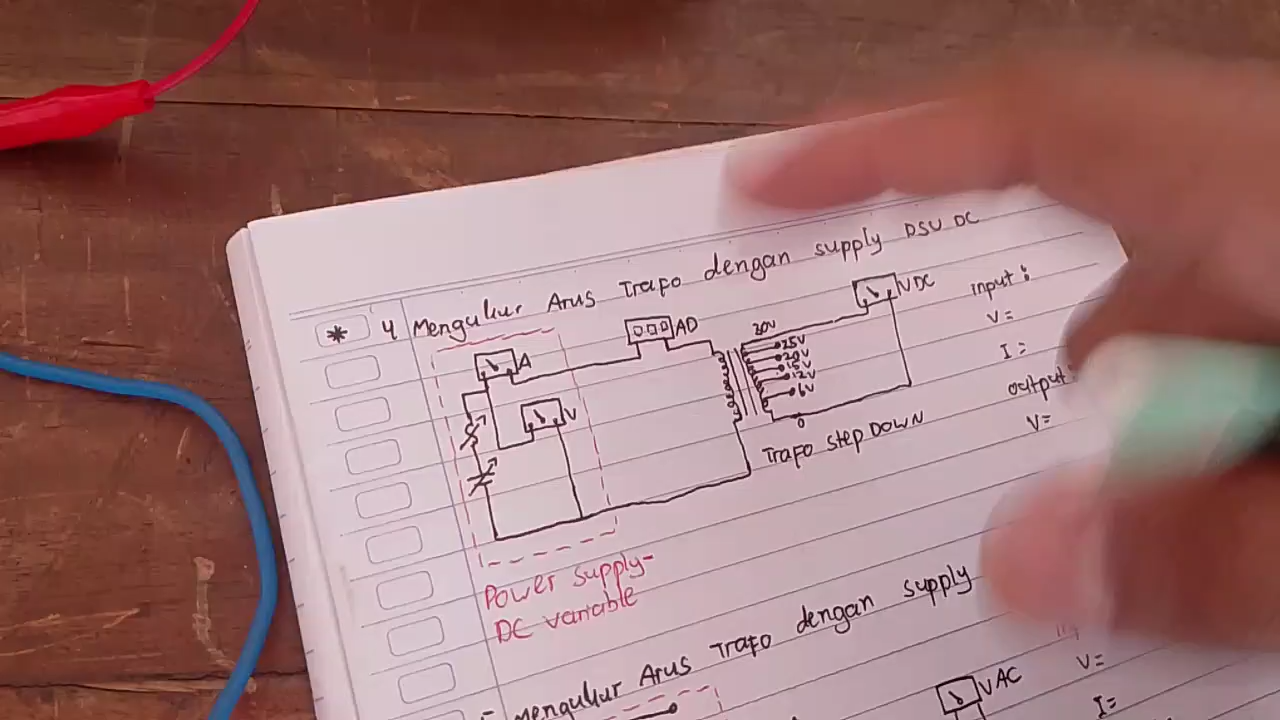 * 4 Mengukur Arus Trafo dengan supply DSU DC
A
V
AD
30V
25V
20V
15V
12V
6V
0
VDC
Trafo step DOWN
input:
V=
I=
output:
V=
Power supply-
DC variable
Mengukur Arus Trafo dengan supply
VAC
V=
I=